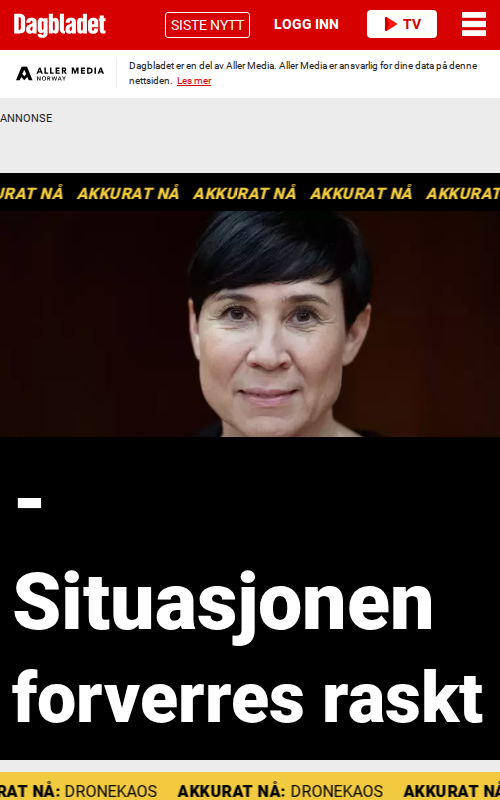 Dagbladet SISTE NYTT LOGG INN TV
ALLER MEDIA
NORWAY
Dagbladet er en del av Aller Media. Aller Media er ansvarlig for dine data på denne
nettsiden. Les mer
ANNONSE
URAT NÅ AKKURAT NÅ AKKURAT NÅ AKKURAT NÅ AKKURAT
-
Situasjonen
forverres raskt
RAT NÅ: DRONEKAOS AKKURAT NÅ: DRONEKAOS AKKURAT NÅ